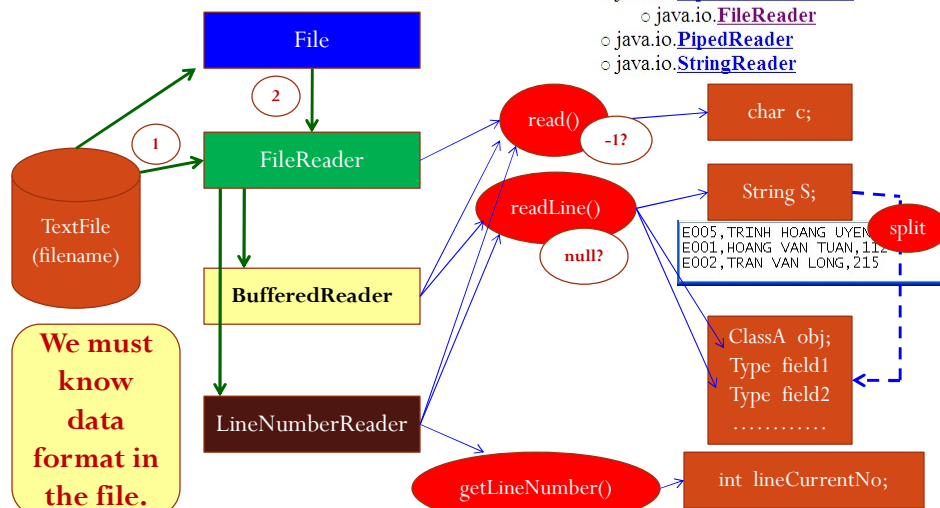 java.io.FileReader
java.io.PipedReader
java.io.StringReader
File
2
1
FileReader
TextFile
(filename)
BufferedReader
LineNumberReader
We must
know
data
format in
the file.
read()
-1?
readLine()
null?
getLineNumber()
char c;
String S;
split
E005,TRINH HOANG UYEN
E001,HOANG VAN TUAN,112
E002,TRAN VAN LONG,215
ClassA obj;
Type field1
Type field2
............
int lineCurrentNo;